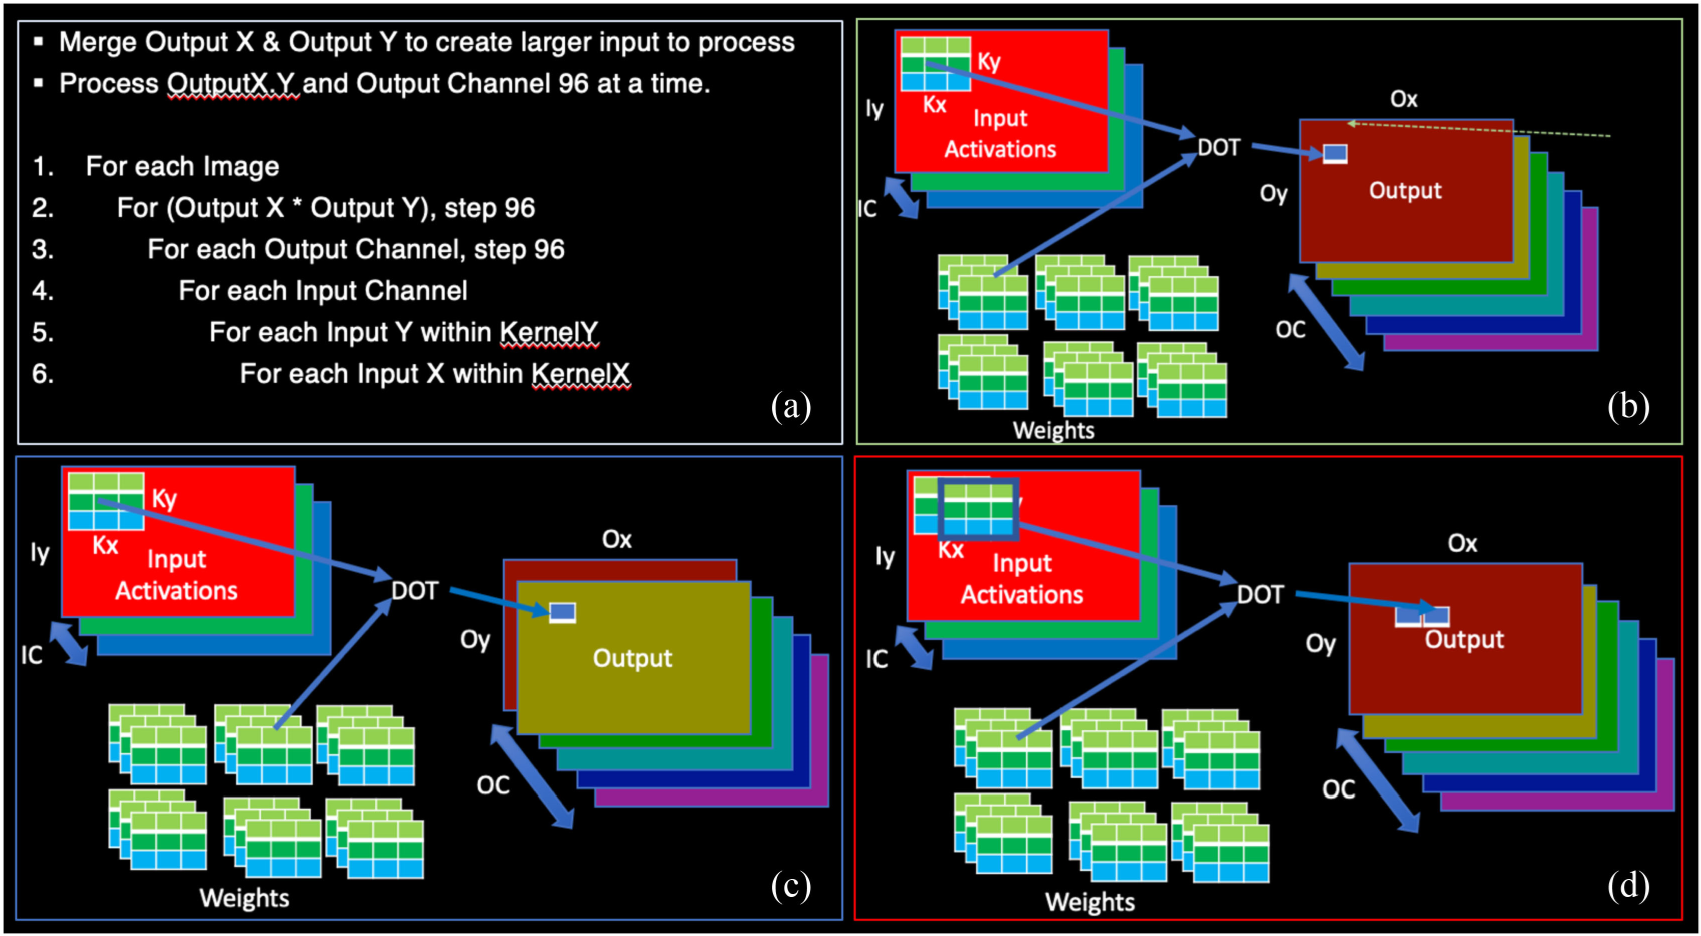 ▪ Merge Output X & Output Y to create larger input to process
▪ Process OutputX.Y and Output Channel 96 at a time.
1. For each Image
2. For (Output X * Output Y), step 96
3. For each Output Channel, step 96
4. For each Input Channel
5. For each Input Y within KernelY
6. For each Input X within KernelX
(a)
Ky
Kx
Iy
Input
Activations
IC
DOT
Ox
Oy
Output
OC
Weights
(b)
Ky
Kx
Iy
Input
Activations
IC
DOT
Ox
Oy
Output
OC
Weights
(c)
Kx
Iy
Input
Activations
IC
DOT
Ox
Oy
Output
OC
Weights
(d)